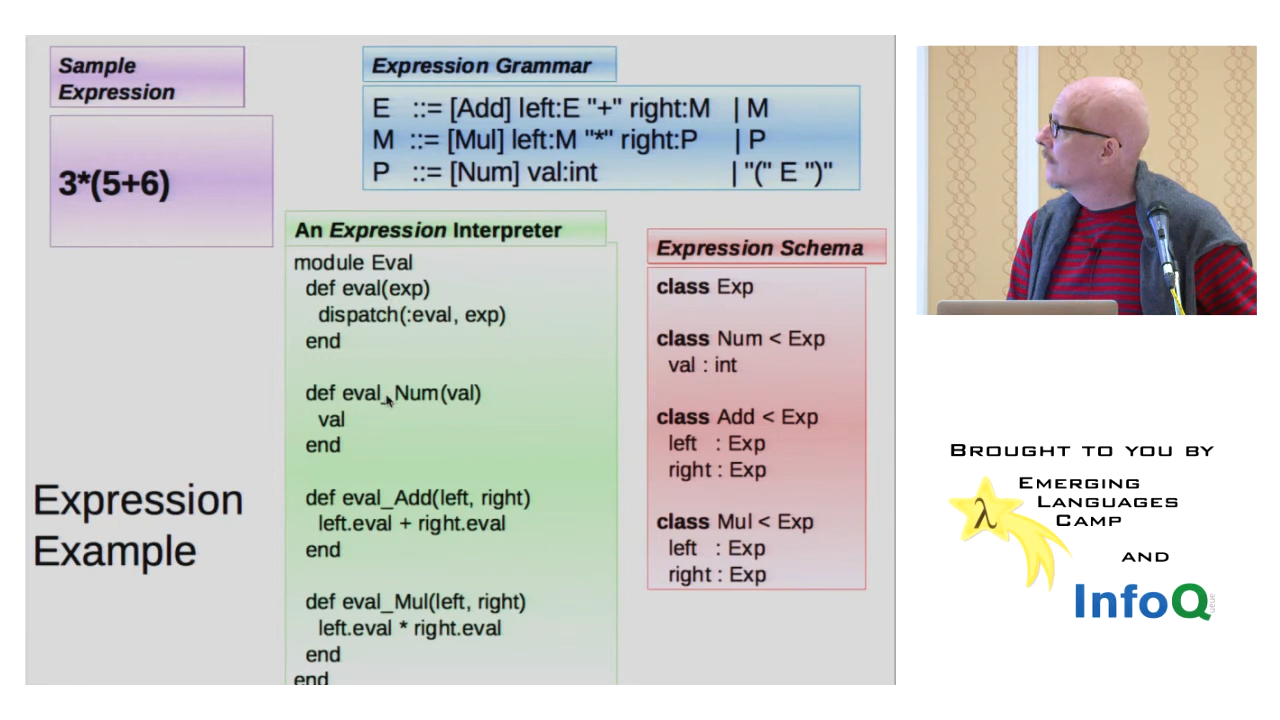 Sample
Expression
3*(5+6)
Expression Grammar
E ::= [Add] left:E "+" right:M | M
M ::= [Mul] left:M "*" right:P | P
P ::= [Num] val:int | "(" E ")"
An Expression Interpreter
module Eval
def eval(exp)
dispatch(:eval, exp)
end
def eval_Num(val)
val
end
def eval_Add(left, right)
left.eval + right.eval
end
def eval_Mul(left, right)
left.eval * right.eval
end
end
Expression Schema
class Exp
class Num < Exp
val : int
class Add < Exp
left : Exp
right : Exp
class Mul < Exp
left : Exp
right : Exp
Expression
Example
BROUGHT TO YOU BY
EMERGING
LANGUAGES
CAMP
λ
AND
InfoQ
ueue